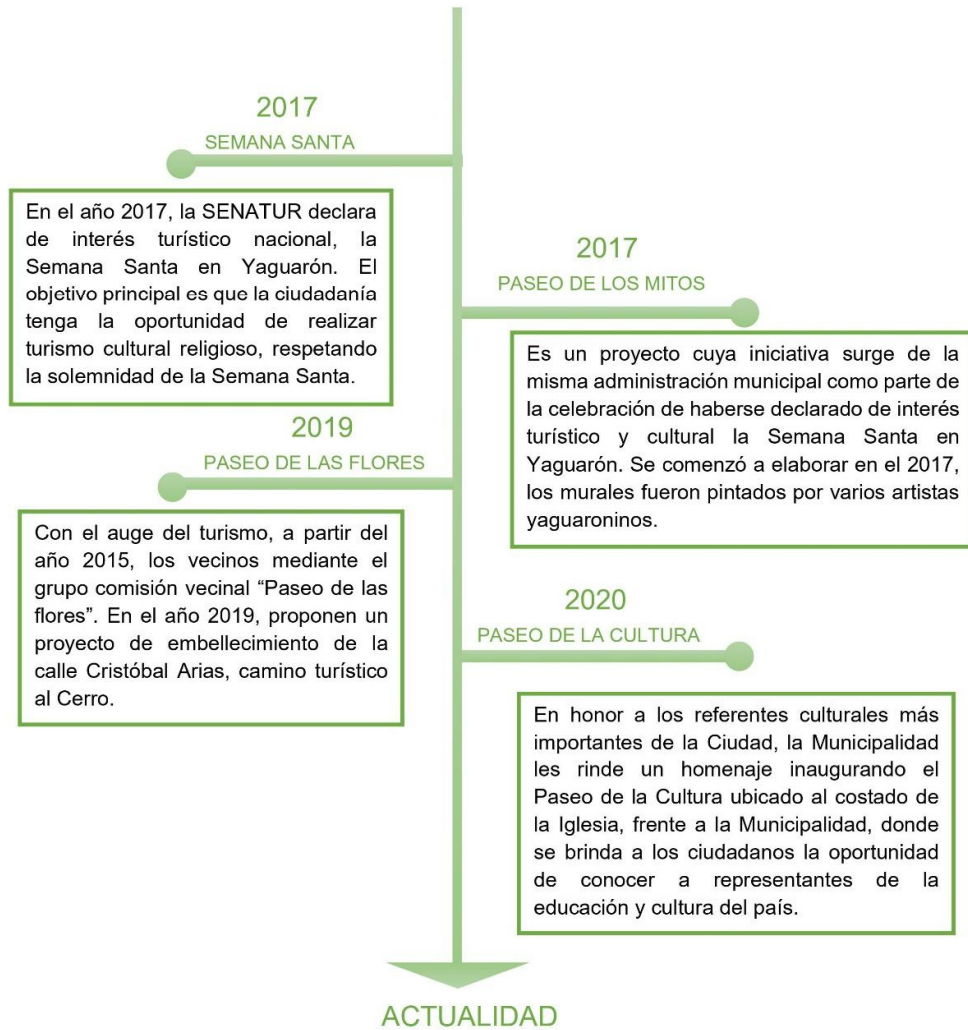 2017
SEMANA SANTA
En el año 2017, la SENATUR declara
de interés turístico nacional, la
Semana Santa en Yaguarón. El
objetivo principal es que la ciudadanía
tenga la oportunidad de realizar
turismo cultural religioso, respetando
la solemnidad de la Semana Santa.
2017
PASEO DE LOS MITOS
Es un proyecto cuya iniciativa surge de la
misma administración municipal como parte de
la celebración de haberse declarado de interés
turístico y cultural la Semana Santa en
Yaguarón. Se comenzó a elaborar en el 2017,
los murales fueron pintados por varios artistas
yaguaroninos.
2019
PASEO DE LAS FLORES
Con el auge del turismo, a partir del
año 2015, los vecinos mediante el
grupo comisión vecinal “Paseo de las
flores”. En el año 2019, proponen un
proyecto de embellecimiento de la
calle Cristóbal Arias, camino turístico
al Cerro.
2020
PASEO DE LA CULTURA
En honor a los referentes culturales más
importantes de la Ciudad, la Municipalidad
les rinde un homenaje inaugurando el
Paseo de la Cultura ubicado al costado de
la Iglesia, frente a la Municipalidad, donde
se brinda a los ciudadanos la oportunidad
de conocer a representantes de la
educación y cultura del país.
ACTUALIDAD